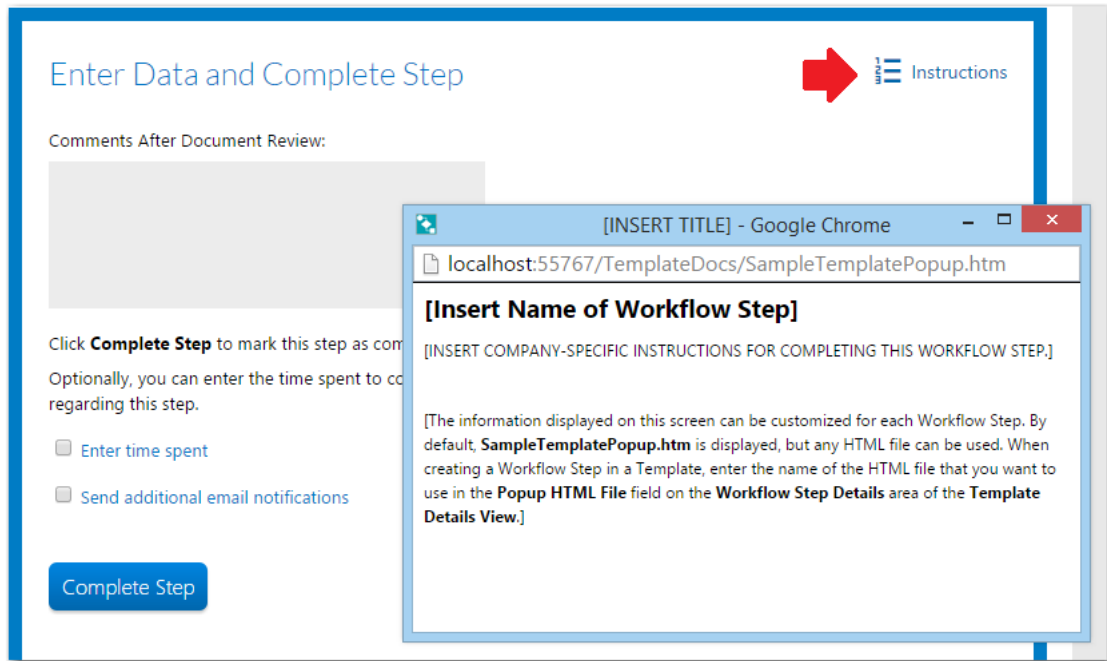 Enter Data and Complete Step
1
2
3
Instructions
Comments After Document Review:
[INSERT TITLE] - Google Chrome
localhost:55767/TemplateDocs/SampleTemplatePopup.htm
[Insert Name of Workflow Step]
[INSERT COMPANY-SPECIFIC INSTRUCTIONS FOR COMPLETING THIS WORKFLOW STEP.]
[The information displayed on this screen can be customized for each Workflow Step. By
default, SampleTemplatePopup.htm is displayed, but any HTML file can be used. When
creating a Workflow Step in a Template, enter the name of the HTML file that you want to
use in the Popup HTML File field on the Workflow Step Details area of the Template
Details View.]
Click Complete Step to mark this step as com
Optionally, you can enter the time spent to co
regarding this step.
Enter time spent
Send additional email notifications
Complete Step